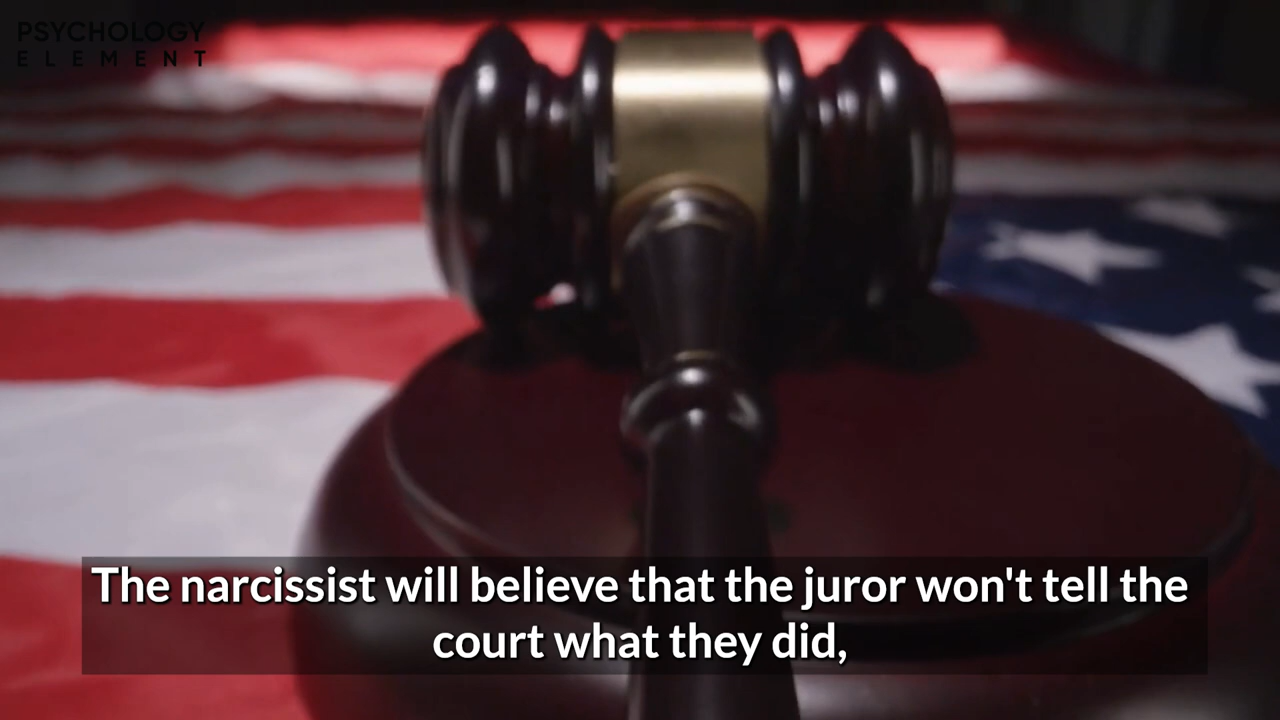 PSYCHOLOGY
ELEMENT
The narcissist will believe that the juror won't tell the
court what they did,